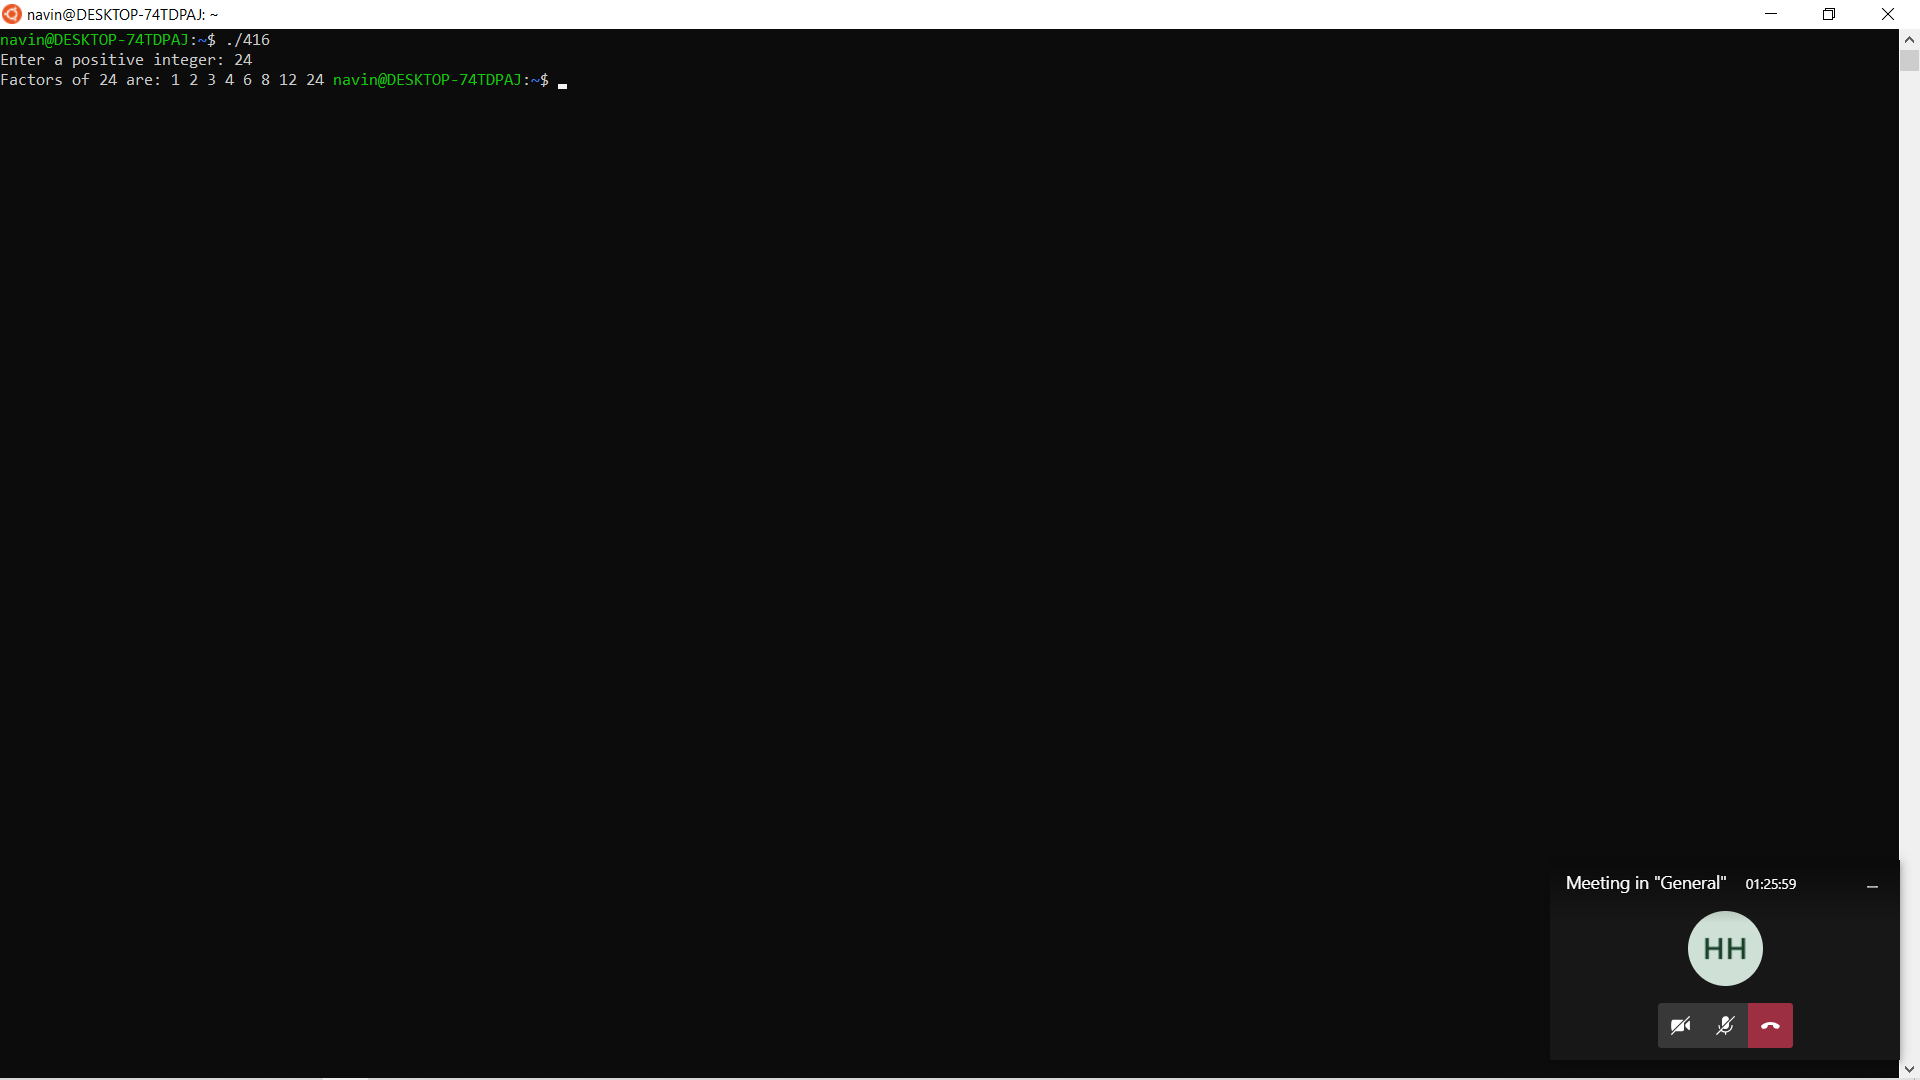 navin@DESKTOP-74TDPAJ: ~
navin@DESKTOP-74TDPAJ:~$ ./416
Enter a positive integer: 24
Factors of 24 are: 1 2 3 4 6 8 12 24 navin@DESKTOP-74TDPAJ:~$
Meeting in "General" 01:25:59
HH